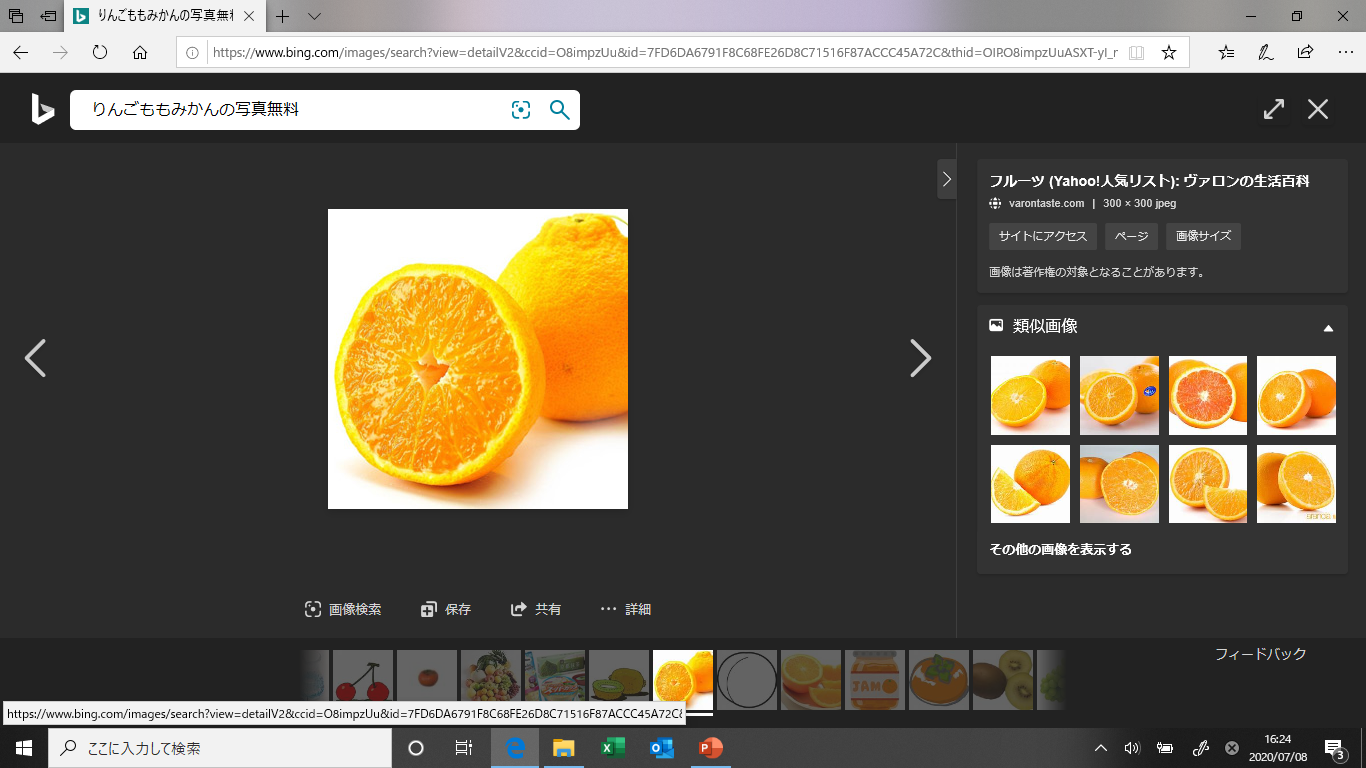 りんごももみかんの写真無料
https://www.bing.com/images/search?view=detailV2&ccid=O8impzUu&id=7FD6DA6791F8C68FE26D8C71516F87ACCC45A72C&thid=OIP.O8impzUuASXT-yI_r
りんごももみかんの写真無料
フルーツ (Yahoo!人気リスト): ヴァロンの生活百科
varontaste.com | 300 × 300 jpeg
サイトにアクセス ページ 画像サイズ
画像は著作権の対象となることがあります。
類似画像
その他の画像を表示する
画像検索 保存 共有 ··· 詳細
フィードバック
JAM
https://www.bing.com/images/search?view=detailV2&ccid=O8impzUu&id=7FD6DA6791F8C68FE26D8C71516F87ACCC45A72C&
ここに入力して検索
16:24
2020/07/08
3